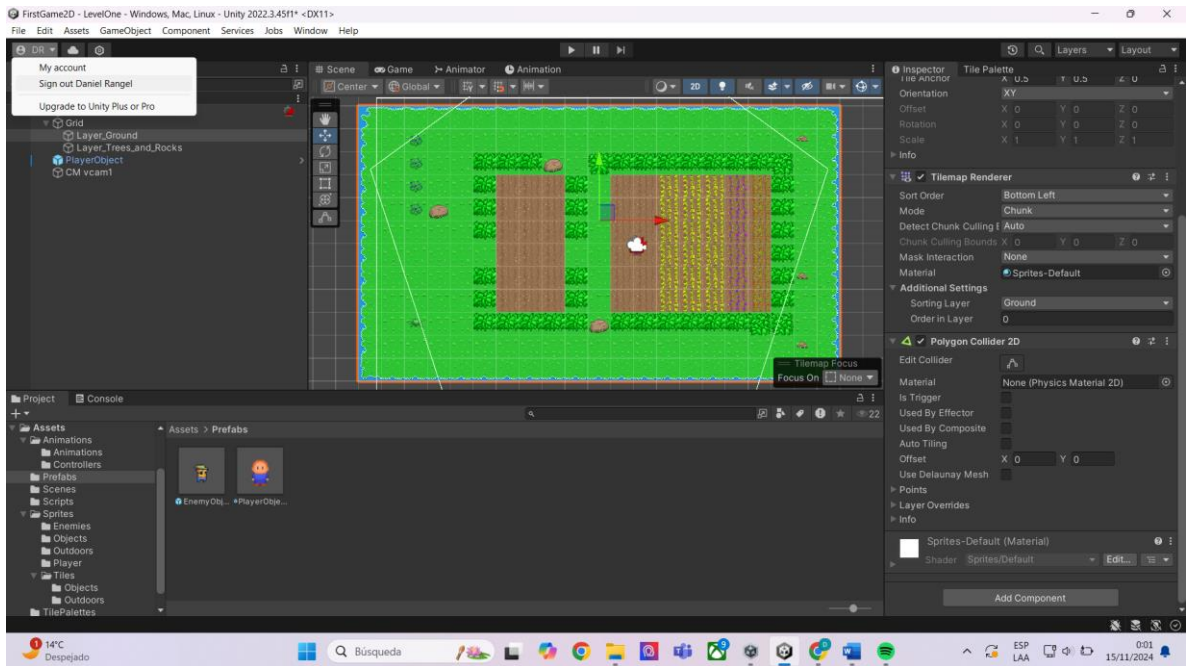 FirstGame2D - LevelOne - Windows, Mac, Linux - Unity 2022.3.45f1* <DX11>
File Edit Assets GameObject Component Services Jobs Window Help
DR
Layers
Layout
My account
Sign out Daniel Rangel
Upgrade to Unity Plus or Pro
Grid
Layer_Ground
Layer_Trees_and_Rocks
PlayerObject
CM vcam1
Scene Game Animator Animation
Center Global 2D
Tilemap Focus
Focus On None
Inspector Tile Palette
Tile Anchor X 0.5 Y 0.5 Z 0
Orientation XY
Offset X 0 Y 0 Z 0
Rotation X 0 Y 0 Z 0
Scale X 1 Y 1 Z 1
Info
Tilemap Renderer
Sort Order Bottom Left
Mode Chunk
Detect Chunk Culling Auto
Chunk Culling Bounds X 0 Y 0 Z 0
Mask Interaction None
Material Sprites-Default
Additional Settings
Sorting Layer Ground
Order in Layer 0
Polygon Collider 2D
Edit Collider
Material None (Physics Material 2D)
Is Trigger
Used By Effector
Used By Composite
Auto Tiling
Offset X 0 Y 0
Use Delaunay Mesh
Points
Layer Overrides
Info
Sprites-Default (Material)
Shader Sprites/Default Edit...
Add Component
Project Console
22
Assets
Animations
Animations
Controllers
Prefabs
Scenes
Scripts
Sprites
Enemies
Objects
Outdoors
Player
Tiles
Objects
Outdoors
TilePalettes
Assets > Prefabs
EnemyObj... PlayerObje...
1
14°C
Despejado
Búsqueda
9
ESP
LAA
0:01
15/11/2024